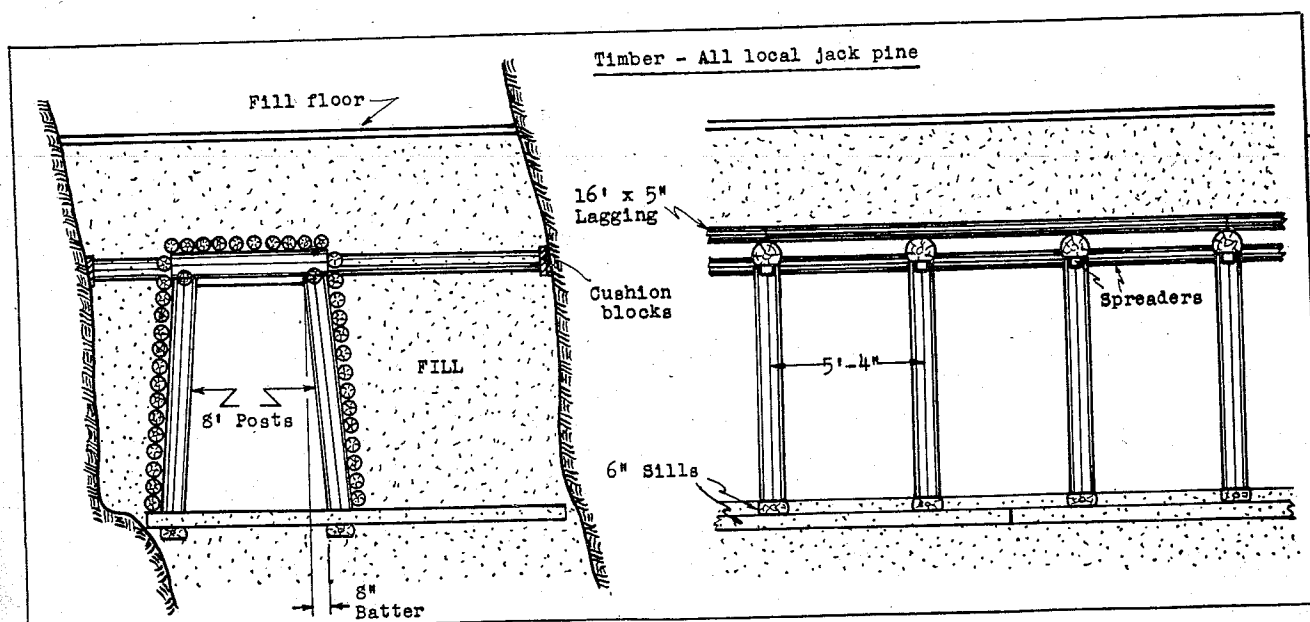 Timber - All local jack pine
Fill floor
16' x 5"
Lagging
Cushion
blocks
Spreaders
5'-4"
FILL
8' Posts
6" Sills
8"
Batter